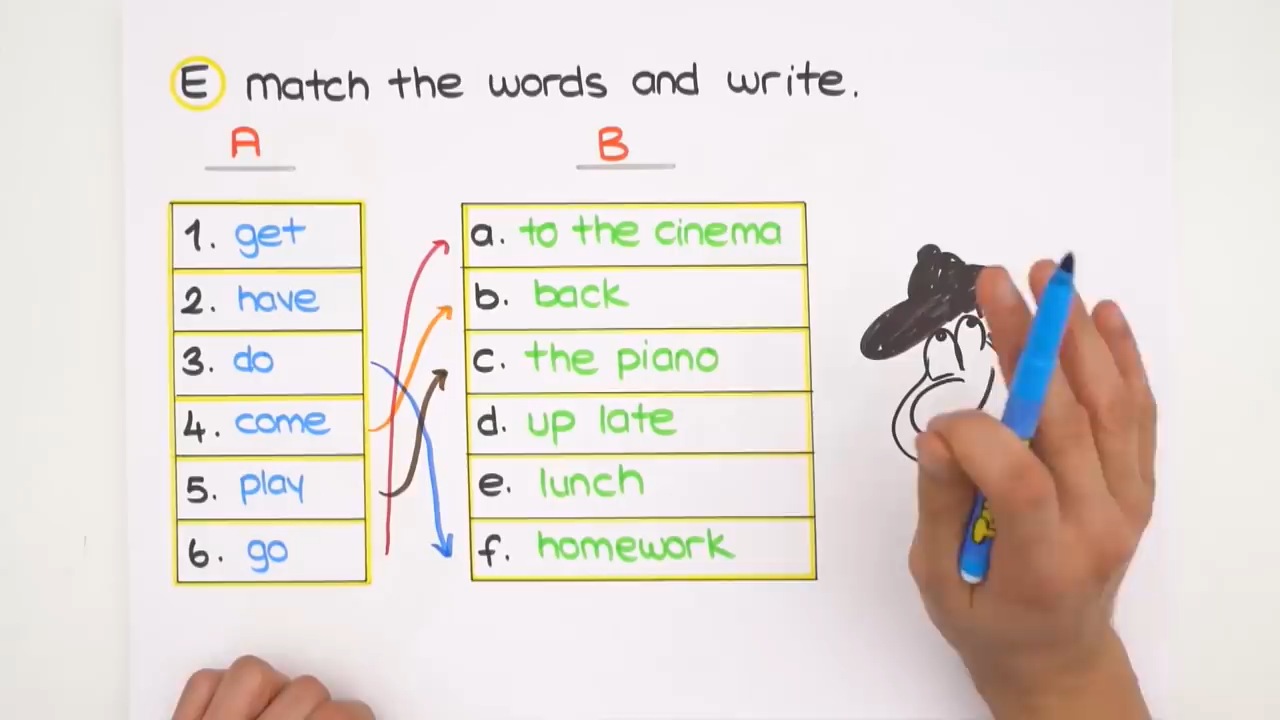 E match the words and write.
A B
1. get a. to the cinema
2. have b. back
3. do c. the piano
4. come d. up late
5. play e. lunch
6. go f. homework